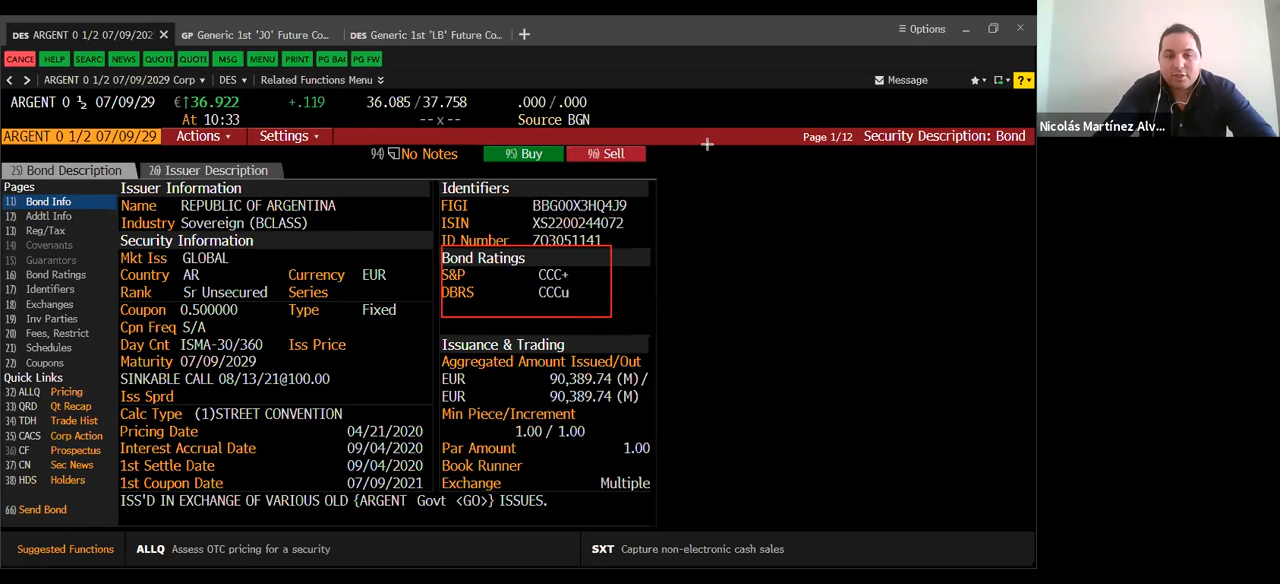 DES ARGENT 0 1/2 07/09/202 × GP Generic 1st 'JO' Future Co... DES Generic 1st 'LB' Future Co... +
Options
CANCE HELP SEARC NEWS QUOTE QUOTE MSG MENU PRINT PG BAC PG FW
< > ARGENT 0 1/2 07/09/2029 Corp DES Related Functions Menu Message ?
ARGENT 0 ½ 07/09/29 €↑36.922 +.119 36.085/37.758 .000/.000
At 10:33 --x-- Source BGN
ARGENT 0 1/2 07/09/29 Actions Settings Page 1/12 Security Description: Bond
94) No Notes 95) Buy 96) Sell
25) Bond Description 26) Issuer Description
Pages
11) Bond Info
12) Addtl Info
13) Reg/Tax
14) Covenants
15) Guarantors
16) Bond Ratings
17) Identifiers
18) Exchanges
19) Inv Parties
20) Fees, Restrict
21) Schedules
22) Coupons
Quick Links
32) ALLQ Pricing
33) QRD Qt Recap
34) TDH Trade Hist
35) CACS Corp Action
36) CF Prospectus
37) CN Sec News
38) HDS Holders
66) Send Bond
Issuer Information
Name REPUBLIC OF ARGENTINA
Industry Sovereign (BCLASS)
Security Information
Mkt Iss GLOBAL
Country AR Currency EUR
Rank Sr Unsecured Series
Coupon 0.500000 Type Fixed
Cpn Freq S/A
Day Cnt ISMA-30/360 Iss Price
Maturity 07/09/2029
SINKABLE CALL 08/13/21@100.00
Iss Sprd
Calc Type (1)STREET CONVENTION
Pricing Date 04/21/2020
Interest Accrual Date 09/04/2020
1st Settle Date 09/04/2020
1st Coupon Date 07/09/2021
ISS'D IN EXCHANGE OF VARIOUS OLD {ARGENT Govt <GO>} ISSUES.
Identifiers
FIGI BBG00X3HQ4J9
ISIN XS2200244072
ID Number ZO3051141
Bond Ratings
S&P CCC+
DBRS CCCu
Issuance & Trading
Aggregated Amount Issued/Out
EUR 90,389.74 (M)/
EUR 90,389.74 (M)
Min Piece/Increment
1.00 / 1.00
Par Amount 1.00
Book Runner
Exchange Multiple
Suggested Functions ALLQ Assess OTC pricing for a security SXT Capture non-electronic cash sales
Nicolás Martínez Alv...